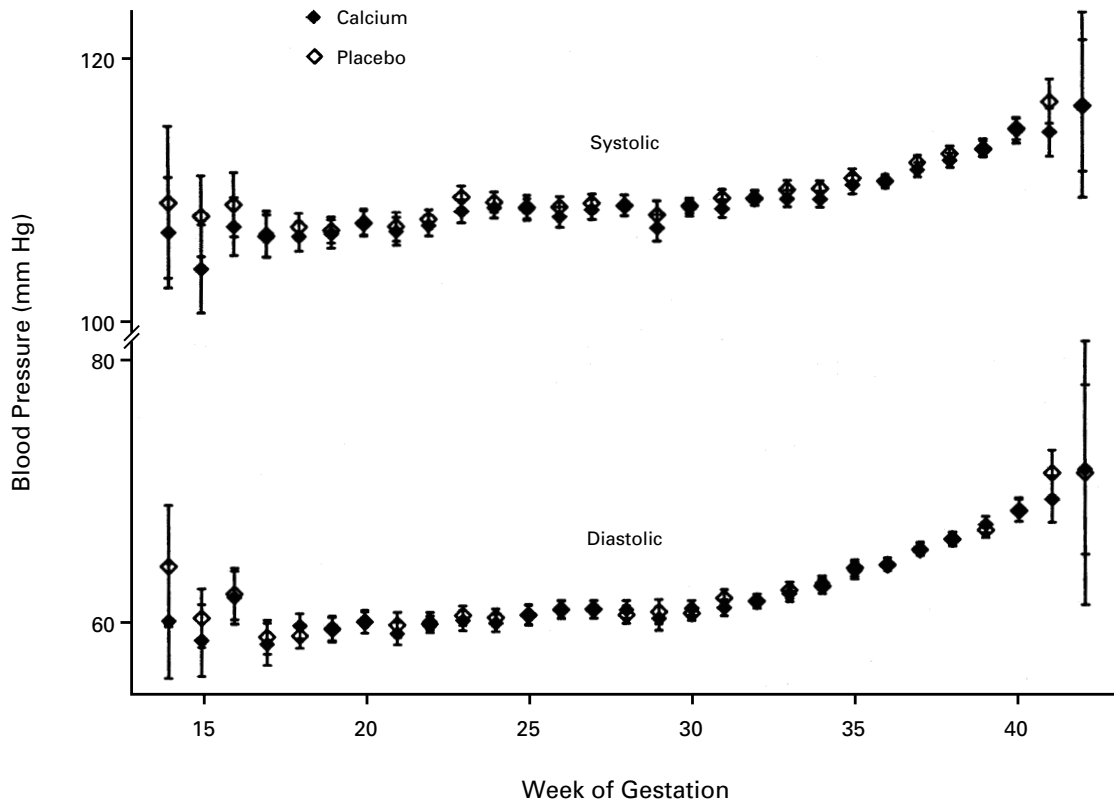 Calcium
Placebo
120
Systolic
100
80
Diastolic
60
Blood Pressure (mm Hg)
15 20 25 30 35 40
Week of Gestation